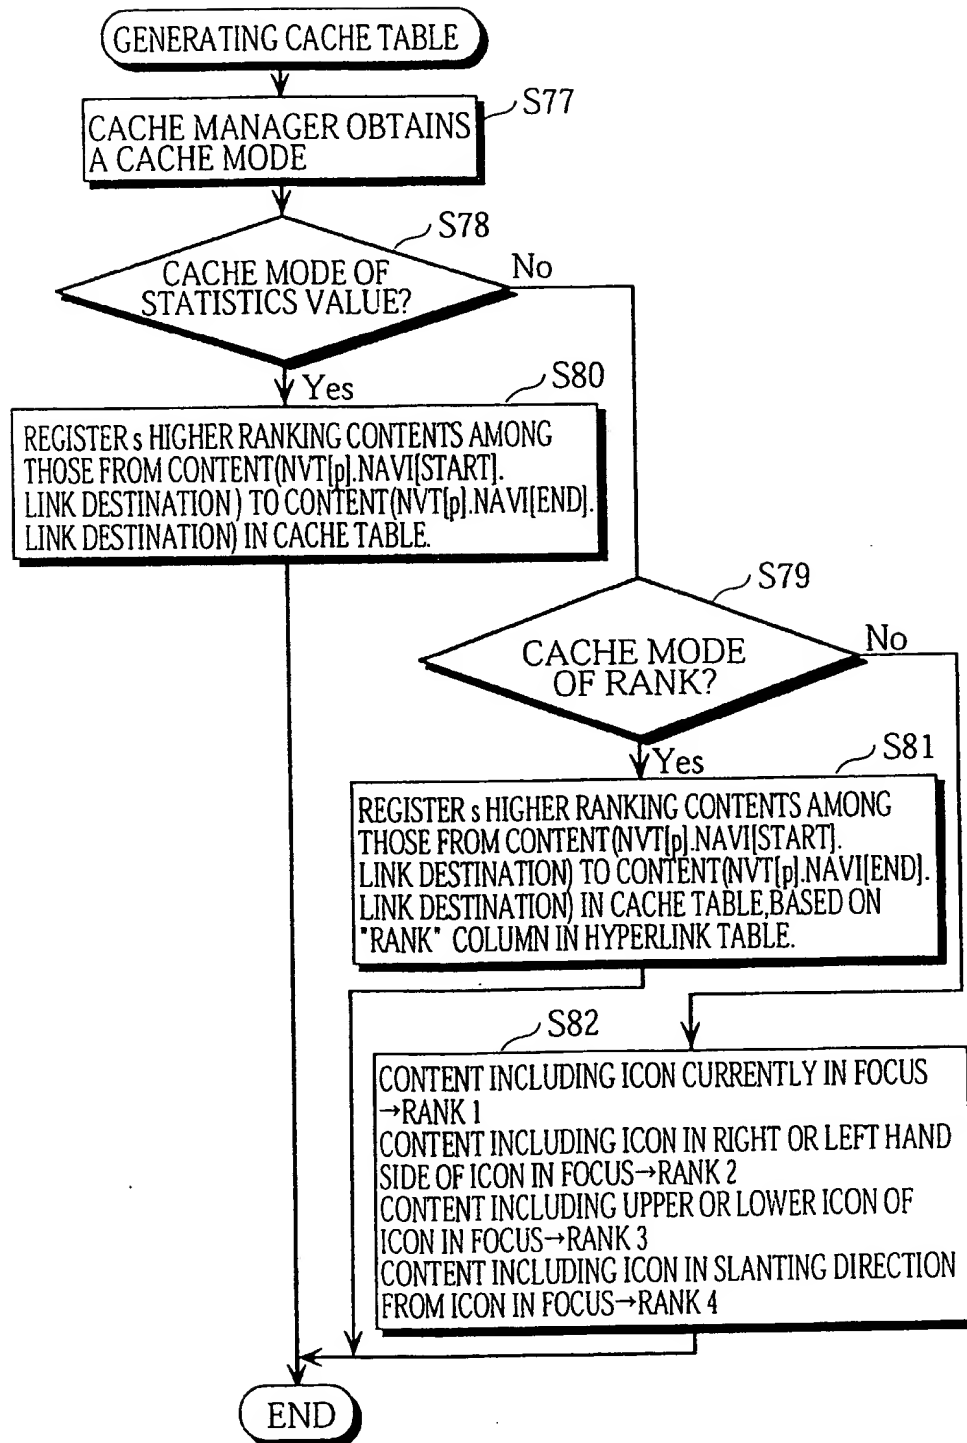 GENERATING CACHE TABLE
S77
CACHE MANAGER OBTAINS
A CACHE MODE
S78
CACHE MODE OF
STATISTICS VALUE?
No
Yes
S80
REGISTER s HIGHER RANKING CONTENTS AMONG
THOSE FROM CONTENT(NVT[p].NAVI[START].
LINK DESTINATION ) TO CONTENT(NVT[p].NAVI[END].
LINK DESTINATION) IN CACHE TABLE.
S79
CACHE MODE
OF RANK?
No
Yes
S81
REGISTER s HIGHER RANKING CONTENTS AMONG
THOSE FROM CONTENT(NVT[p].NAVI[START].
LINK DESTINATION) TO CONTENT(NVT[p].NAVI[END].
LINK DESTINATION) IN CACHE TABLE,BASED ON
"RANK" COLUMN IN HYPERLINK TABLE.
S82
CONTENT INCLUDING ICON CURRENTLY IN FOCUS
→RANK 1
CONTENT INCLUDING ICON IN RIGHT OR LEFT HAND
SIDE OF ICON IN FOCUS→RANK 2
CONTENT INCLUDING UPPER OR LOWER ICON OF
ICON IN FOCUS→RANK 3
CONTENT INCLUDING ICON IN SLANTING DIRECTION
FROM ICON IN FOCUS→RANK 4
END